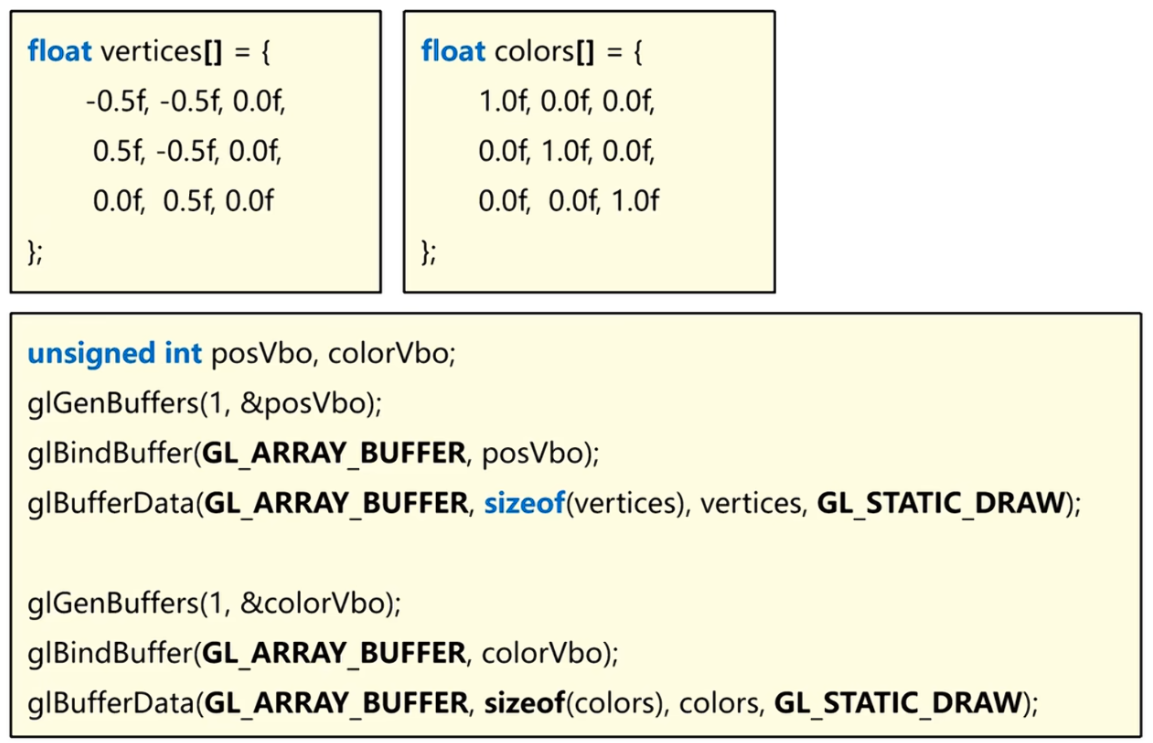 float vertices[] = {
-0.5f, -0.5f, 0.0f,
0.5f, -0.5f, 0.0f,
0.0f, 0.5f, 0.0f
};
float colors[] = {
1.0f, 0.0f, 0.0f,
0.0f, 1.0f, 0.0f,
0.0f, 0.0f, 1.0f
};
unsigned int posVbo, colorVbo;
glGenBuffers(1, &posVbo);
glBindBuffer(GL_ARRAY_BUFFER, posVbo);
glBufferData(GL_ARRAY_BUFFER, sizeof(vertices), vertices, GL_STATIC_DRAW);
glGenBuffers(1, &colorVbo);
glBindBuffer(GL_ARRAY_BUFFER, colorVbo);
glBufferData(GL_ARRAY_BUFFER, sizeof(colors), colors, GL_STATIC_DRAW);